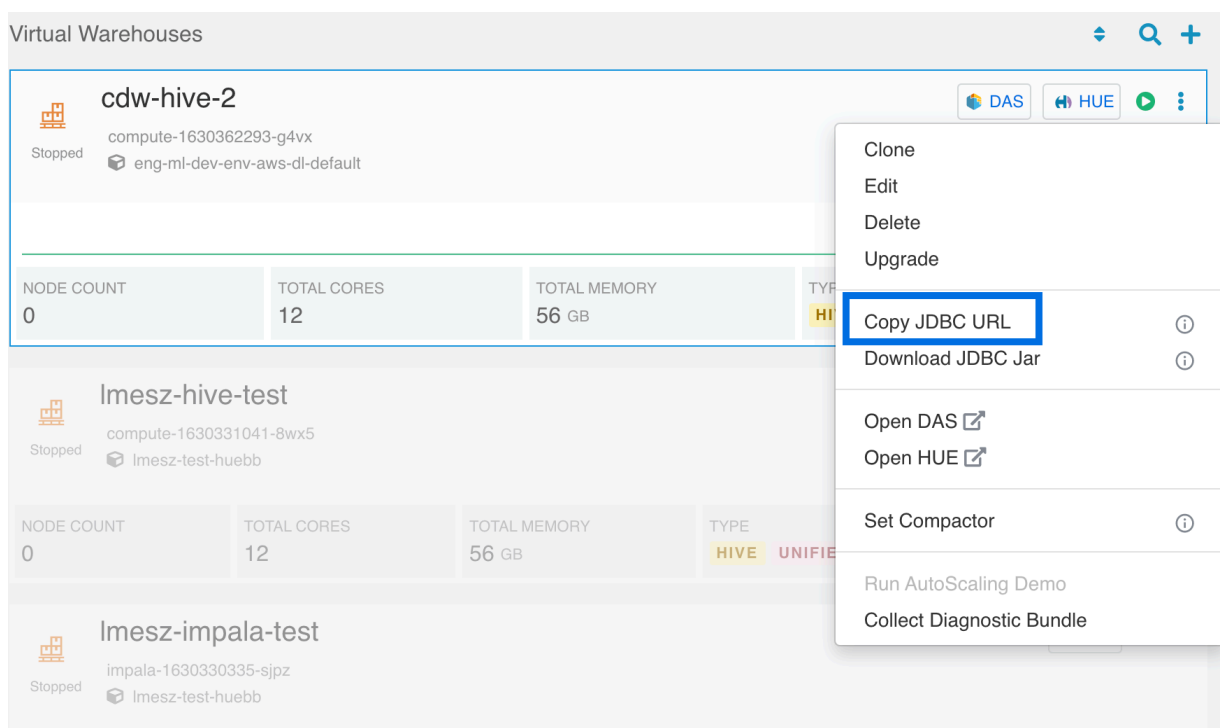 Virtual Warehouses
cdw-hive-2
DAS
HUE
Stopped
compute-1630362293-g4vx
eng-ml-dev-env-aws-dl-default
NODE COUNT
0
TOTAL CORES
12
TOTAL MEMORY
56 GB
Clone
Edit
Delete
Upgrade
Copy JDBC URL
Download JDBC Jar
Open DAS
Open HUE
Set Compactor
Run AutoScaling Demo
Collect Diagnostic Bundle
lmesz-hive-test
Stopped
compute-1630331041-8wx5
lmesz-test-huebb
NODE COUNT
0
TOTAL CORES
12
TOTAL MEMORY
56 GB
TYPE
HIVE UNIFIE
lmesz-impala-test
Stopped
impala-1630330335-sjpz
lmesz-test-huebb